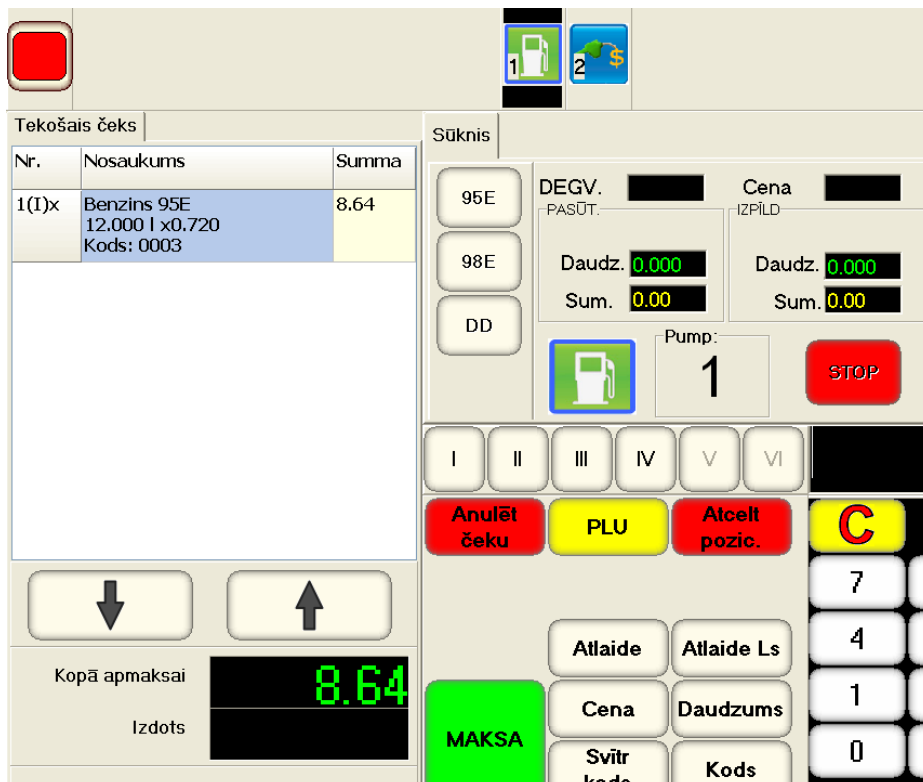 1
2
$
Tekošais čeks
Nr. Nosaukums Summa
1(I)x Benzins 95E 8.64
12.000 l x0.720
Kods: 0003
Kopā apmaksai 8.64
Izdots
Sūknis
95E
98E
DD
DEGV. Cena
PASŪT. IZPĪLD
Daudz. 0.000 Daudz. 0.000
Sum. 0.00 Sum. 0.00
Pump:
1
STOP
I II III IV V VI
Anulēt čeku
PLU
Atcelt pozic.
C
7
4
1
0
Atlaide Atlaide Ls
Cena Daudzums
MAKSA
Svītr
kods
Kods